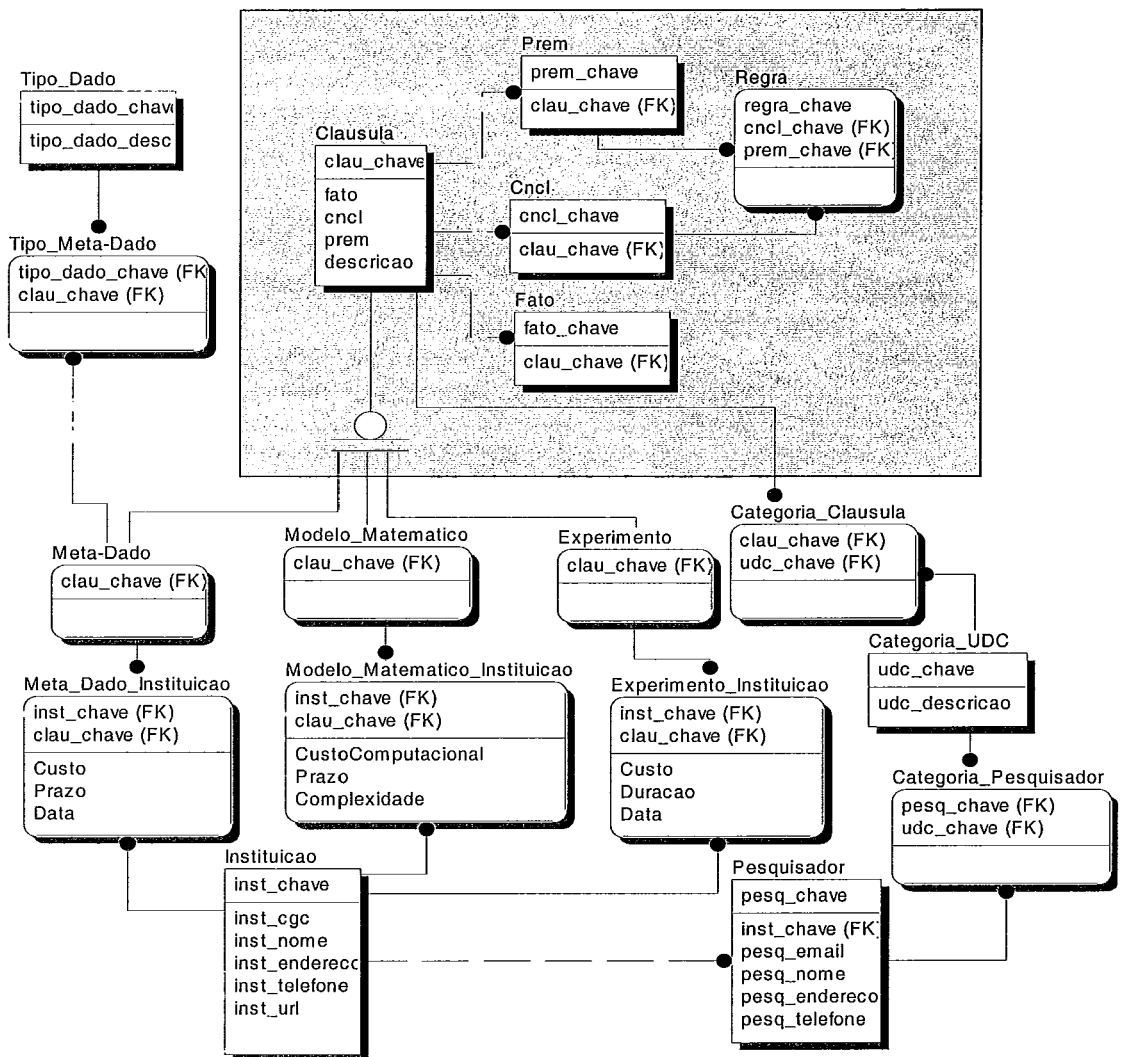 Prem
prem_chave
clau_chave (FK)
Regra
regra_chave
cncl_chave (FK)
prem_chave (FK)
Tipo_Dado
tipo_dado_chave
tipo_dado_desc
Clausula
clau_chave
fato
cncl
prem
descricao
Cncl
cncl_chave
clau_chave (FK)
Tipo_Meta-Dado
tipo_dado_chave (FK
clau_chave (FK)
Fato
fato_chave
clau_chave (FK)
Meta-Dado
clau_chave (FK)
Modelo_Matematico
clau_chave (FK)
Experimento
clau_chave (FK)
Categoria_Clausula
clau_chave (FK)
udc_chave (FK)
Categoria_UDC
udc_chave
udc_descricao
Meta_Dado_Instituicao
inst_chave (FK)
clau_chave (FK)
Custo
Prazo
Data
Modelo_Matematico_Instituicao
inst_chave (FK)
clau_chave (FK)
CustoComputacional
Prazo
Complexidade
Experimento_Instituicao
inst_chave (FK)
clau_chave (FK)
Custo
Duracao
Data
Categoria_Pesquisador
pesq_chave (FK)
udc_chave (FK)
Instituicao
inst_chave
inst_cgc
inst_nome
inst_endereco
inst_telefone
inst_url
Pesquisador
pesq_chave
inst_chave (FK)
pesq_email
pesq_nome
pesq_endereco
pesq_telefone